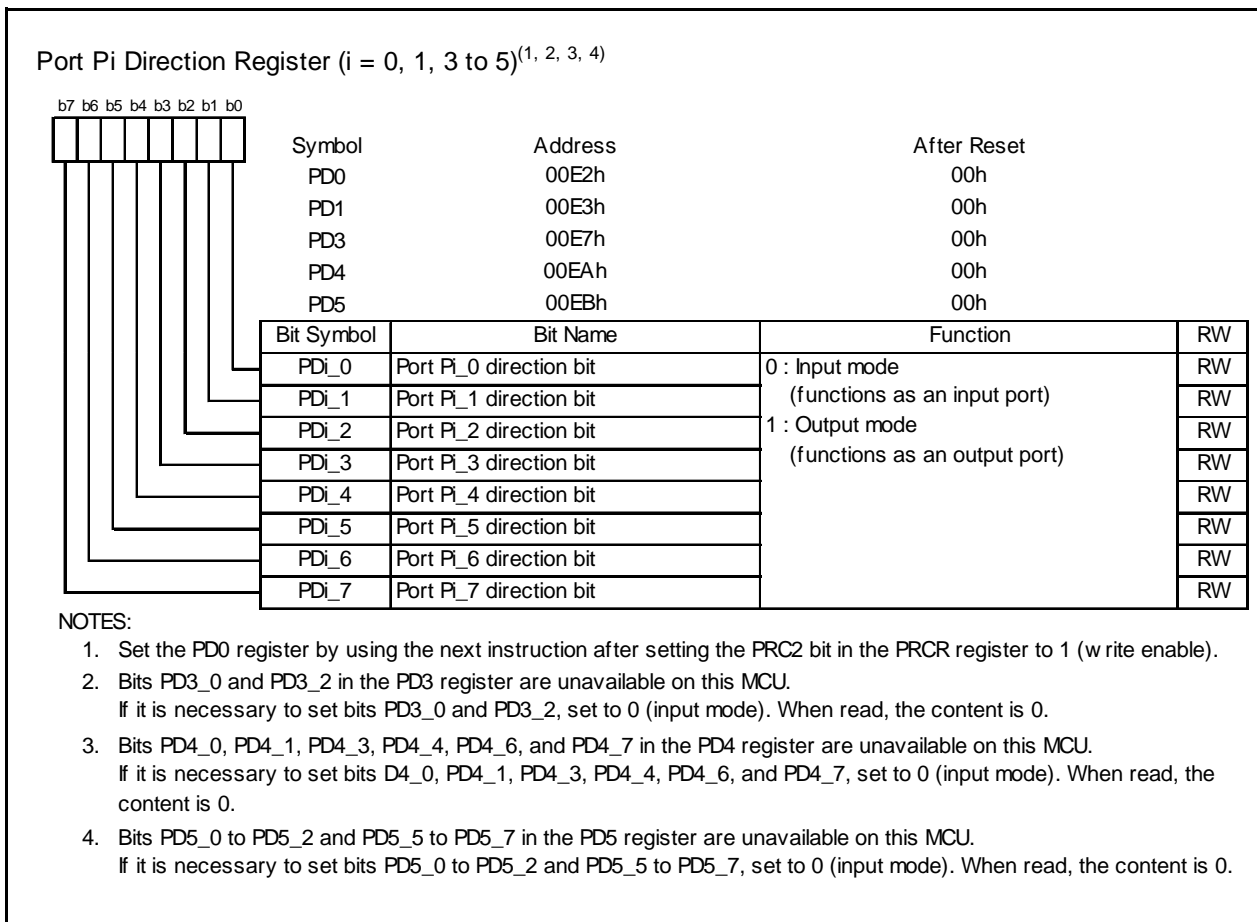 Port Pi Direction Register (i = 0, 1, 3 to 5)(1, 2, 3, 4)
b7 b6 b5 b4 b3 b2 b1 b0
Symbol Address After Reset
PD0 00E2h 00h
PD1 00E3h 00h
PD3 00E7h 00h
PD4 00EAh 00h
PD5 00EBh 00h
Bit Symbol Bit Name Function RW
PDi_0 Port Pi_0 direction bit 0 : Input mode RW
PDi_1 Port Pi_1 direction bit (functions as an input port) RW
PDi_2 Port Pi_2 direction bit 1 : Output mode RW
PDi_3 Port Pi_3 direction bit (functions as an output port) RW
PDi_4 Port Pi_4 direction bit RW
PDi_5 Port Pi_5 direction bit RW
PDi_6 Port Pi_6 direction bit RW
PDi_7 Port Pi_7 direction bit RW
NOTES:
1. Set the PD0 register by using the next instruction after setting the PRC2 bit in the PRCR register to 1 (write enable).
2. Bits PD3_0 and PD3_2 in the PD3 register are unavailable on this MCU.
If it is necessary to set bits PD3_0 and PD3_2, set to 0 (input mode). When read, the content is 0.
3. Bits PD4_0, PD4_1, PD4_3, PD4_4, PD4_6, and PD4_7 in the PD4 register are unavailable on this MCU.
If it is necessary to set bits D4_0, PD4_1, PD4_3, PD4_4, PD4_6, and PD4_7, set to 0 (input mode). When read, the
content is 0.
4. Bits PD5_0 to PD5_2 and PD5_5 to PD5_7 in the PD5 register are unavailable on this MCU.
If it is necessary to set bits PD5_0 to PD5_2 and PD5_5 to PD5_7, set to 0 (input mode). When read, the content is 0.